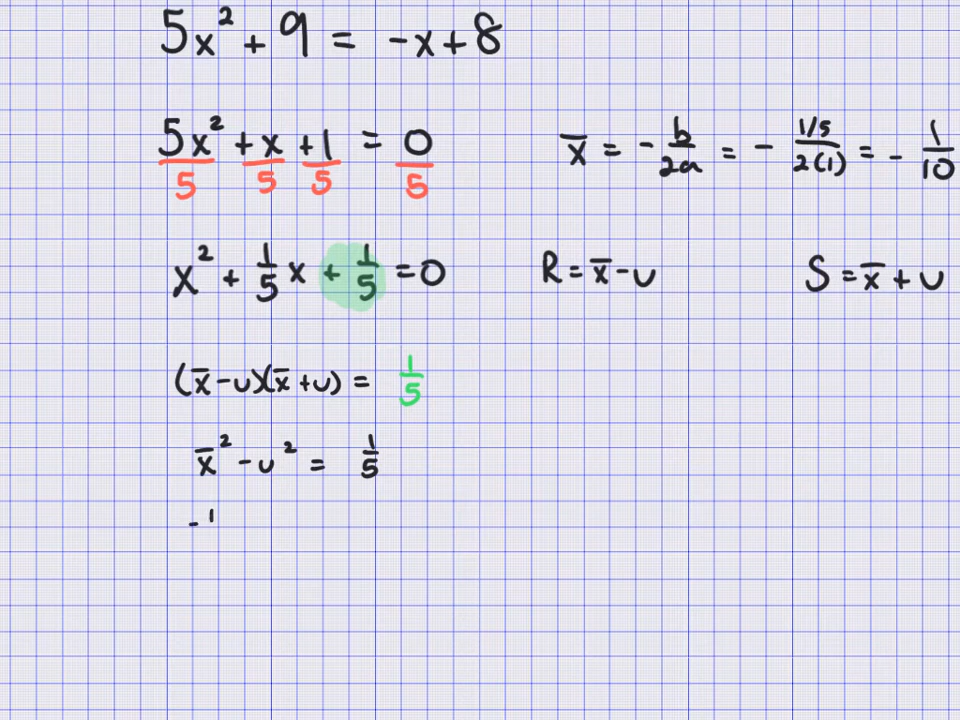 5x² + 9 = -x + 8
5x² + x + 1 = 0
5 5 5 5
x̄ = - b/2a = - (1/5)/2(1) = - 1/10
x² + 1/5 x + 1/5 = 0
R = x̄ - u
S = x̄ + u
(x̄ - u)(x̄ + u) = 1/5
x̄² - u² = 1/5
- 1